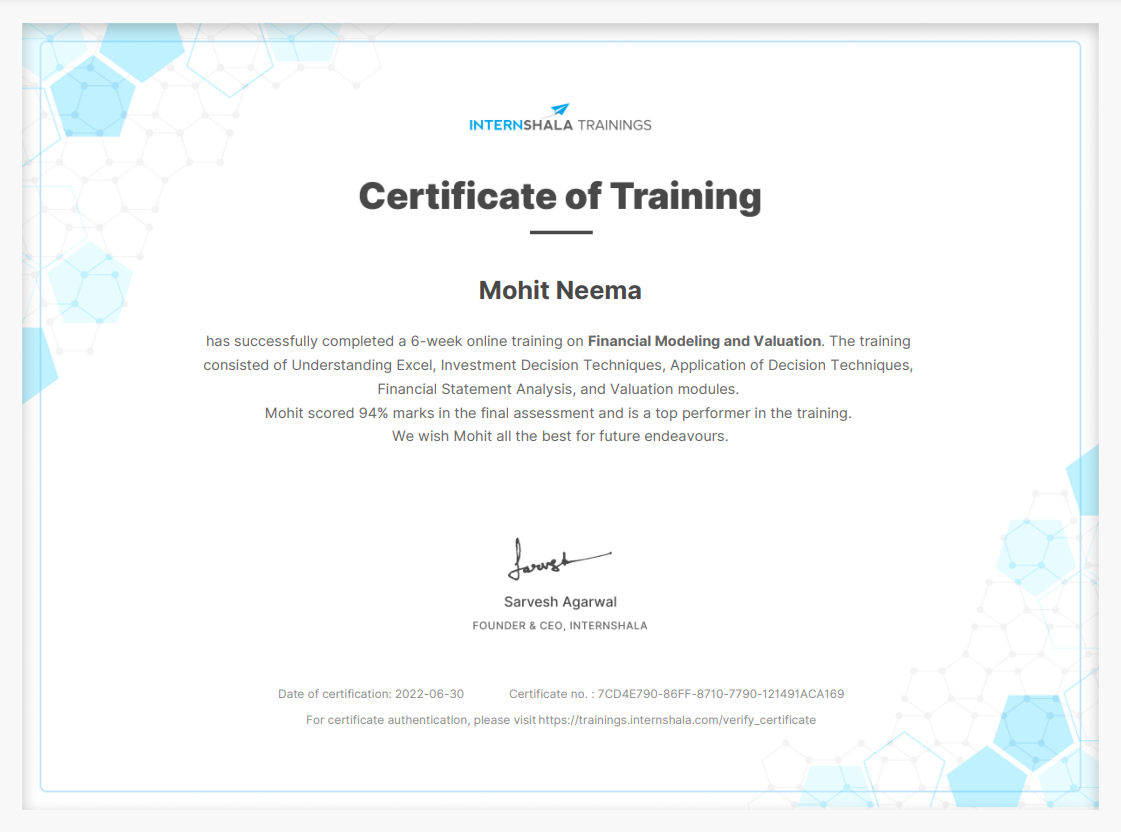 INTERNSHALA TRAININGS
Certificate of Training
Mohit Neema
has successfully completed a 6-week online training on Financial Modeling and Valuation. The training
consisted of Understanding Excel, Investment Decision Techniques, Application of Decision Techniques,
Financial Statement Analysis, and Valuation modules.
Mohit scored 94% marks in the final assessment and is a top performer in the training.
We wish Mohit all the best for future endeavours.
Sarvesh
Sarvesh Agarwal
FOUNDER & CEO, INTERNSHALA
Date of certification: 2022-06-30 Certificate no. : 7CD4E790-86FF-8710-7790-121491ACA169
For certificate authentication, please visit https://trainings.internshala.com/verify_certificate